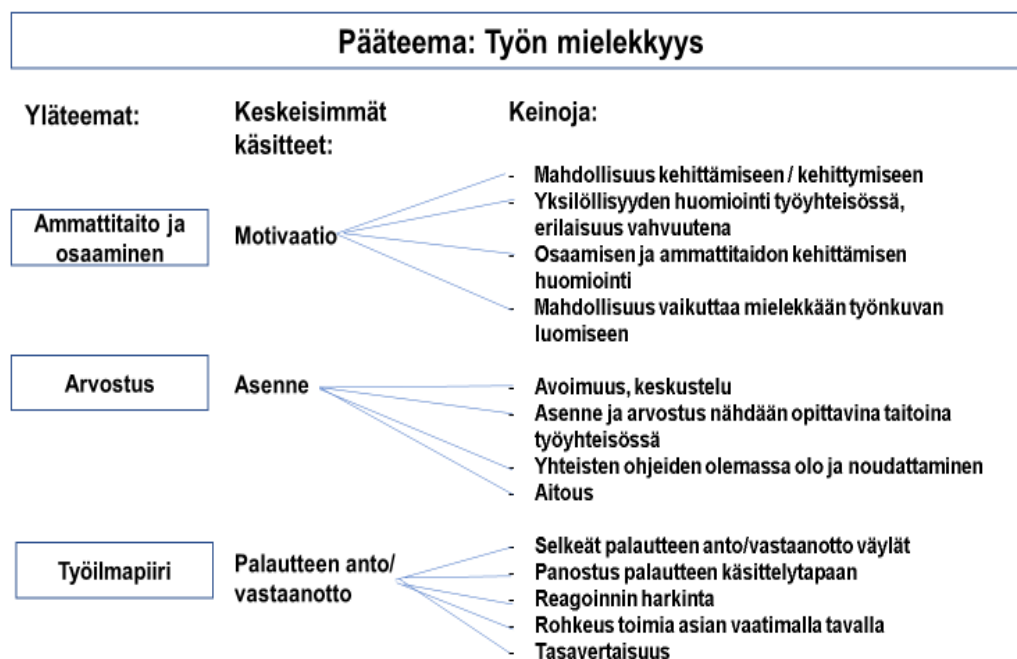 Pääteema: Työn mielekkyys
Yläteemat:
Keskeisimmät
käsitteet:
Keinoja:
Ammattitaito ja
osaaminen
Motivaatio
- Mahdollisuus kehittämiseen / kehittymiseen
- Yksilöllisyyden huomiointi työyhteisössä,
erilaisuus vahvuutena
- Osaamisen ja ammattitaidon kehittämisen
huomiointi
- Mahdollisuus vaikuttaa mielekkään työnkuvan
luomiseen
Arvostus
Asenne
- Avoimuus, keskustelu
- Asenne ja arvostus nähdään opittavina taitoina
työyhteisössä
- Yhteisten ohjeiden olemassa olo ja noudattaminen
- Aitous
Työilmapiiri
Palautteen anto/
vastaanotto
- Selkeät palautteen anto/vastaanotto väylät
- Panostus palautteen käsittelytapaan
- Reagoinnin harkinta
- Rohkeus toimia asian vaatimalla tavalla
- Tasavertaisuus